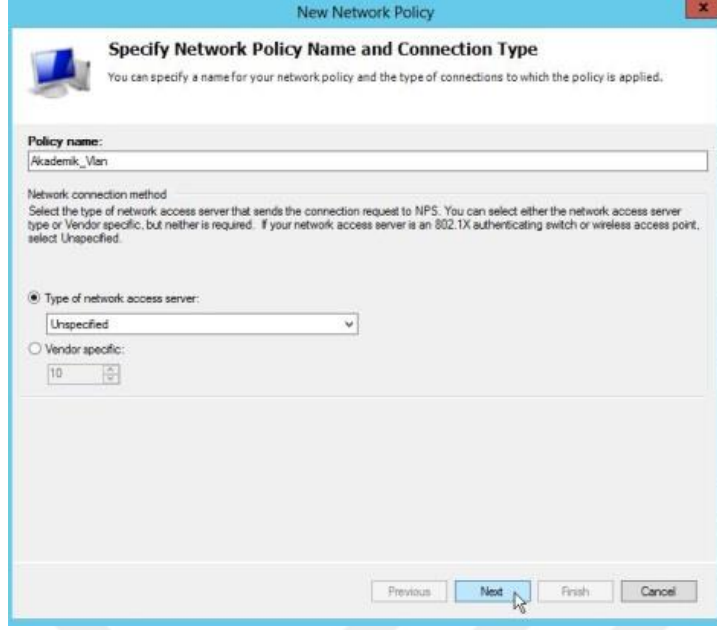 New Network Policy
Specify Network Policy Name and Connection Type
You can specify a name for your network policy and the type of connections to which the policy is applied.
Policy name:
Akademik_Vlan
Network connection method
Select the type of network access server that sends the connection request to NPS. You can select either the network access server
type or Vendor specific, but neither is required. If your network access server is an 802.1X authenticating switch or wireless access point,
select Unspecified.
Type of network access server:
Unspecified
Vendor specific:
10
Previous Next Finish Cancel